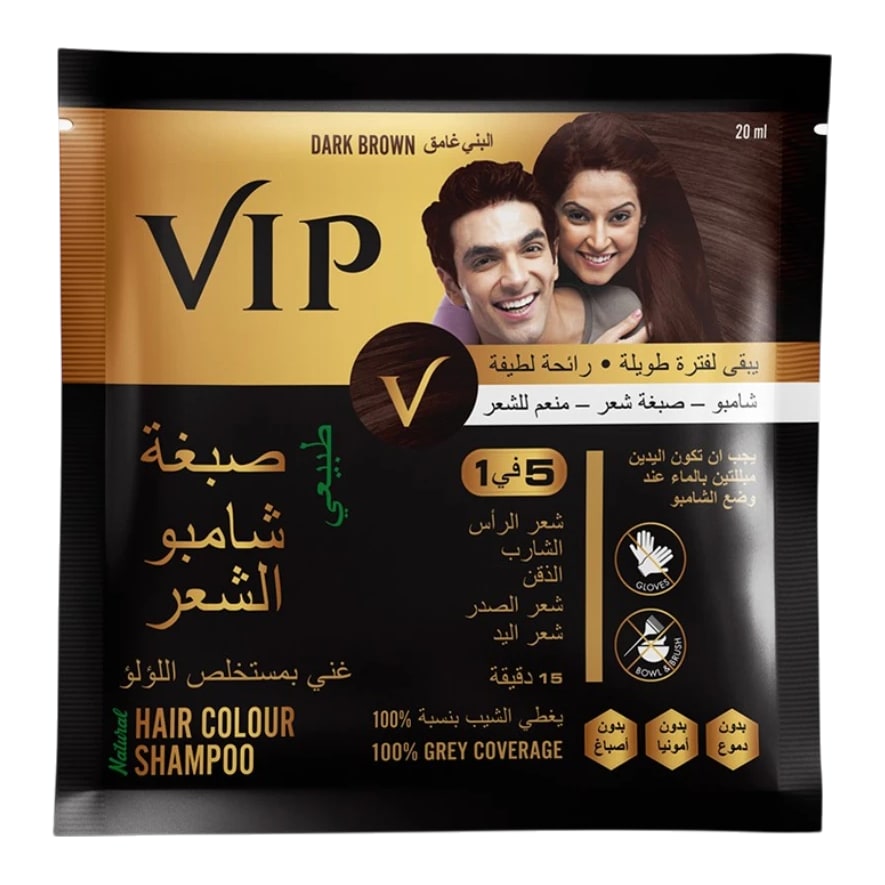 DARK BROWN البني غامق
20 ml
VIP
يبقى لفترة طويلة • رائحة لطيفة
شامبو – صبغة شعر – منعم للشعر
V
طبيعي
صبغة
شامبو
الشعر
غني بمستخلص اللؤلؤ
Natural
HAIR COLOUR
SHAMPOO
5 في 1
شعر الرأس
الشارب
الذقن
شعر الصدر
شعر اليد
15 دقيقة
يجب ان تكون اليدين
مبللتين بالماء عند
وضع الشامبو
GLOVES
BOWL & BRUSH
يغطي الشيب بنسبة 100%
100% GREY COVERAGE
بدون
دموع
بدون
أمونيا
بدون
أصباغ